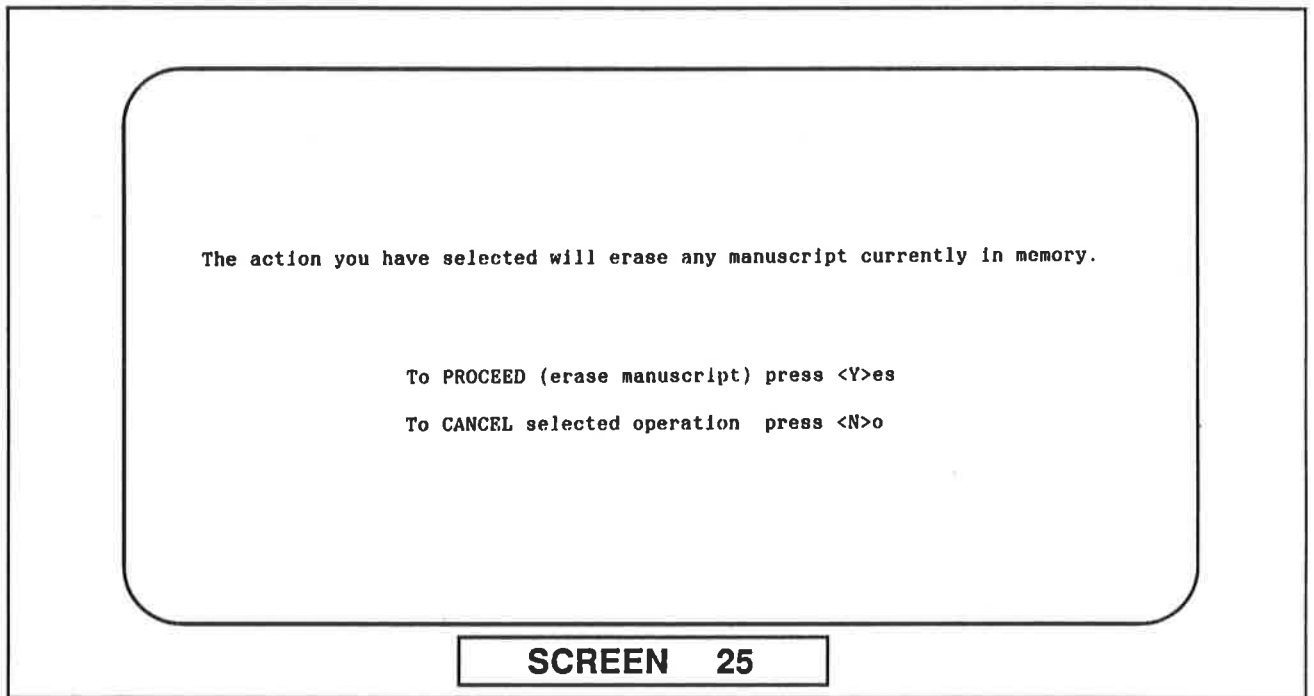 The action you have selected will erase any manuscript currently in memory.
To PROCEED (erase manuscript) press <Y>es
To CANCEL selected operation press <N>o
SCREEN 25